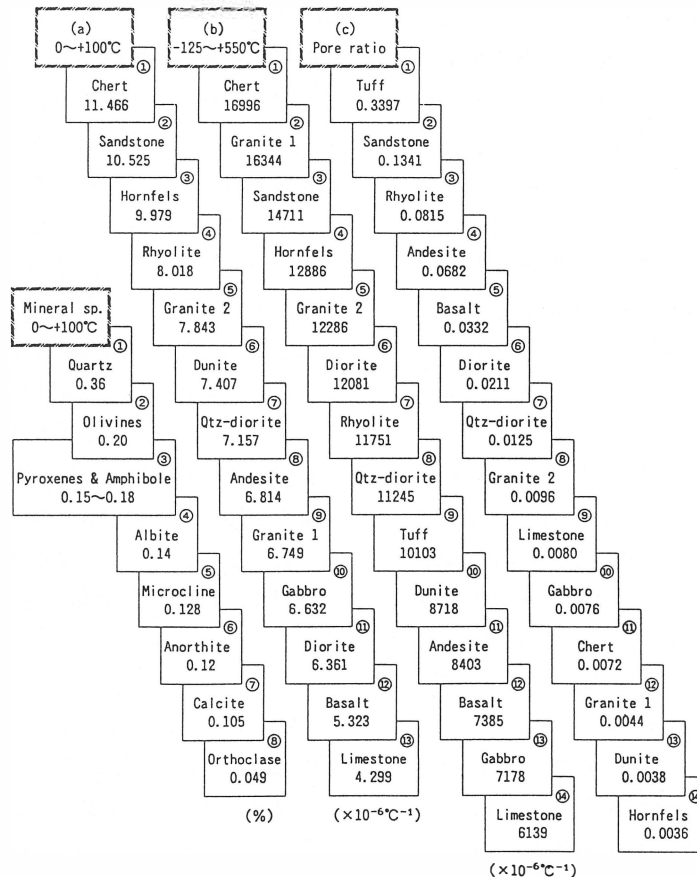 (a)
0～+100℃
①
Chert
11.466
②
Sandstone
10.525
③
Hornfels
9.979
④
Rhyolite
8.018
⑤
Granite 2
7.843
⑥
Dunite
7.407
⑦
Qtz-diorite
7.157
⑧
Andesite
6.814
⑨
Granite 1
6.749
⑩
Gabbro
6.632
⑪
Diorite
6.361
⑫
Basalt
5.323
⑬
Limestone
4.299
(×10⁻⁶℃⁻¹)
(b)
-125～+550℃
①
Chert
16996
②
Granite 1
16344
③
Sandstone
14711
④
Hornfels
12886
⑤
Granite 2
12286
⑥
Diorite
12081
⑦
Rhyolite
11751
⑧
Qtz-diorite
11245
⑨
Tuff
10103
⑩
Dunite
8718
⑪
Andesite
8403
⑫
Basalt
7385
⑬
Gabbro
7178
⑭
Limestone
6139
(×10⁻⁶℃⁻¹)
(c)
Pore ratio
①
Tuff
0.3397
②
Sandstone
0.1341
③
Rhyolite
0.0815
④
Andesite
0.0682
⑤
Basalt
0.0332
⑥
Diorite
0.0211
⑦
Qtz-diorite
0.0125
⑧
Granite 2
0.0096
⑨
Limestone
0.0080
⑩
Gabbro
0.0076
⑪
Chert
0.0072
⑫
Granite 1
0.0044
⑬
Dunite
0.0038
⑭
Hornfels
0.0036
Mineral sp.
0～+100℃
①
Quartz
0.36
②
Olivines
0.20
③
Pyroxenes & Amphibole
0.15～0.18
④
Albite
0.14
⑤
Microcline
0.128
⑥
Anorthite
0.12
⑦
Calcite
0.105
⑧
Orthoclase
0.049
(%)